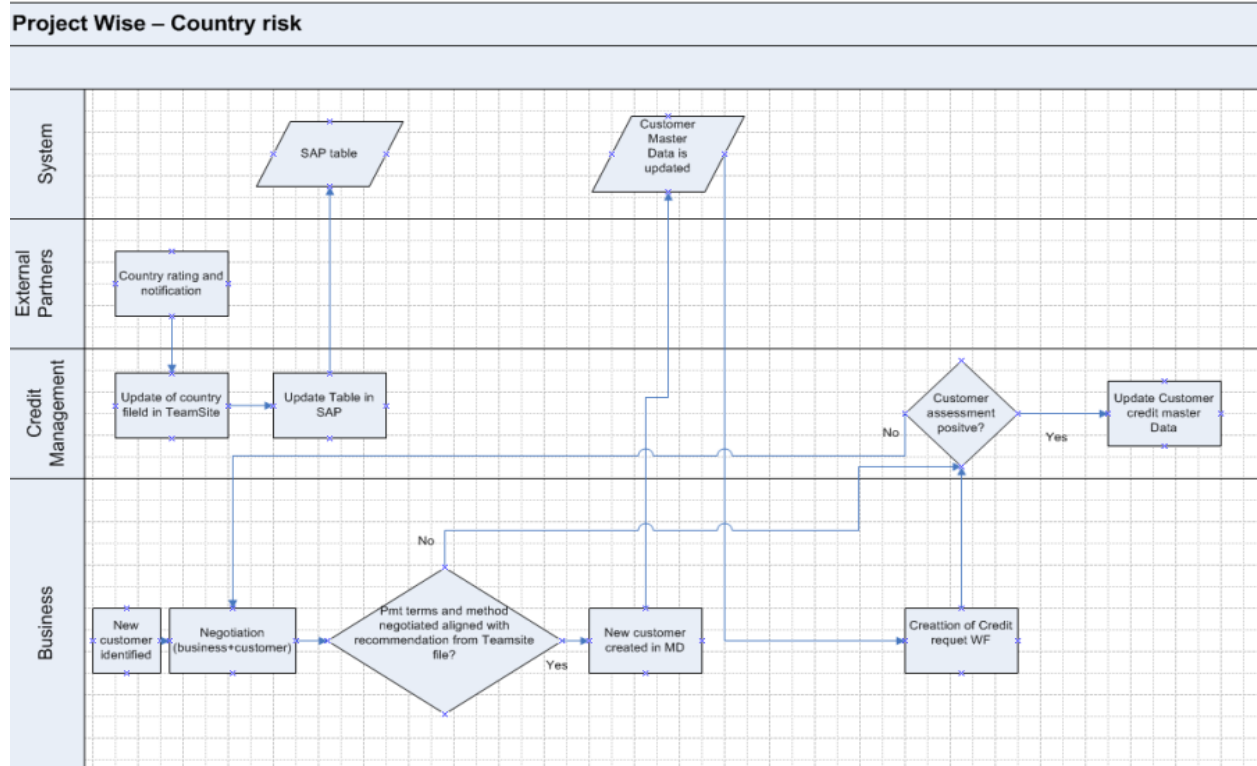 Project Wise – Country risk
System
SAP table
Customer
Master
Data is
updated
External
Partners
Country rating and
notification
Credit
Management
Update of country
fileld in TeamSite
Update Table in
SAP
Customer
assessment
positve?
No
Yes
Update Customer
credit master
Data
Business
No
New
customer
identified
Negotiation
(business+customer)
Pmt terms and method
negotiated aligned with
recommendation from Teamsite
file?
Yes
New customer
created in MD
Creattion of Credit
requet WF